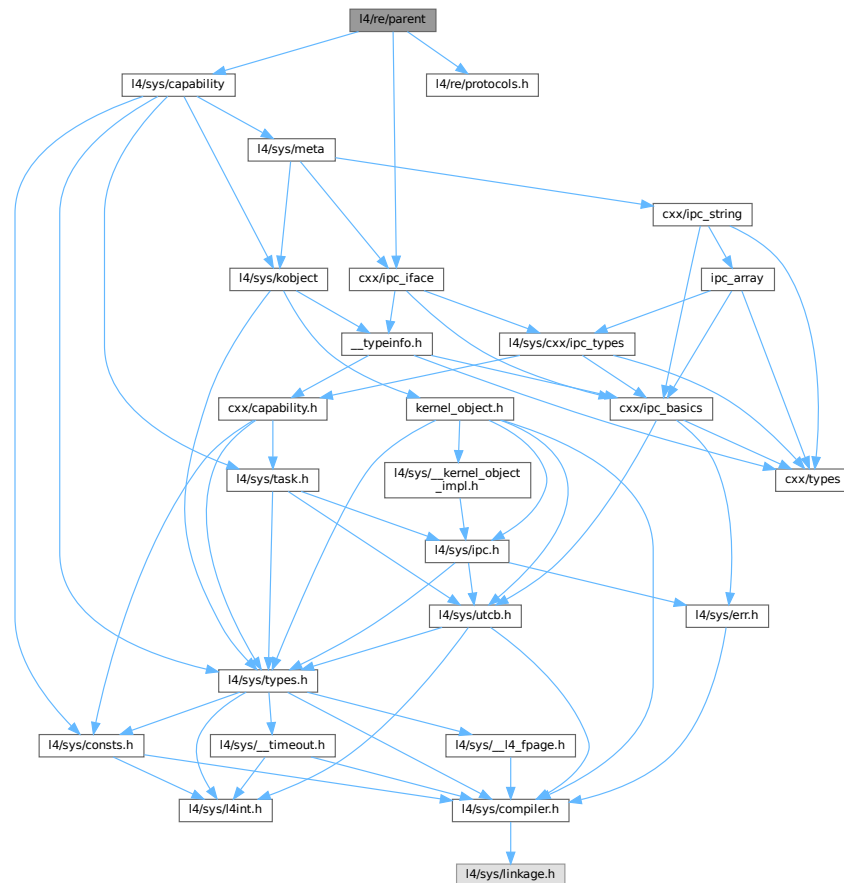 l4/re/parent
l4/sys/capability
l4/re/protocols.h
l4/sys/meta
cxx/ipc_string
l4/sys/kobject
cxx/ipc_iface
ipc_array
__typeinfo.h
l4/sys/cxx/ipc_types
cxx/capability.h
kernel_object.h
cxx/ipc_basics
l4/sys/task.h
l4/sys/__kernel_object
_impl.h
cxx/types
l4/sys/ipc.h
l4/sys/utcb.h
l4/sys/err.h
l4/sys/types.h
l4/sys/consts.h
l4/sys/__timeout.h
l4/sys/__l4_fpage.h
l4/sys/l4int.h
l4/sys/compiler.h
l4/sys/linkage.h